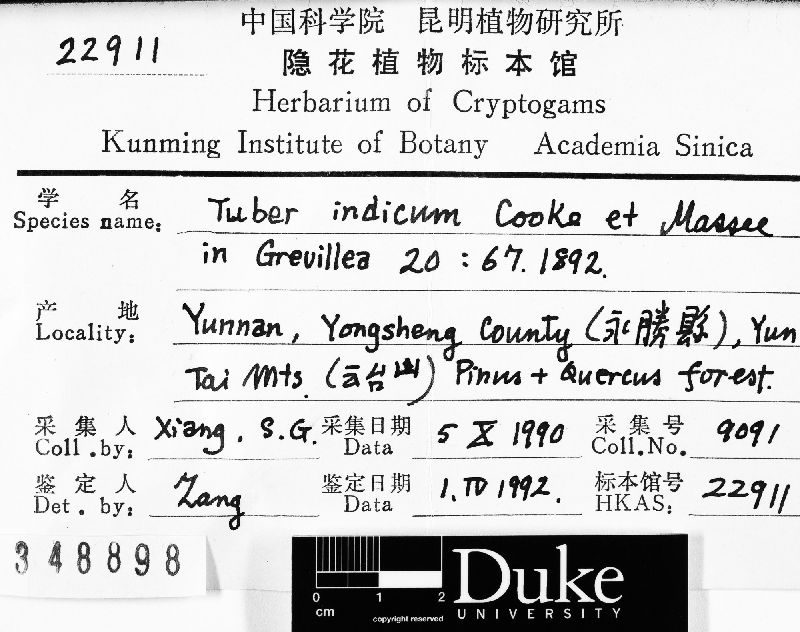 中国科学院 昆明植物研究所
22911
隐花植物标本馆
Herbarium of Cryptogams
Kunming Institute of Botany Academia Sinica
学 名
Species name: Tuber indicum Cooke et Massee
in Grevillea 20 : 67. 1892.
产 地
Locality: Yunnan, Yongsheng County (永勝縣), Yun
Tai Mts. (云台山) Pinus + Quercus forest.
采集人 采集日期 采集号
Coll.by: Xiang. S.G. Data 5 X 1990 Coll.No. 9091
鉴定人 鉴定日期 标本馆号
Det. by: Zang Data 1. IV 1992. HKAS: 22911
348898
0 1 2
cm
copyright reserved
Duke
UNIVERSITY